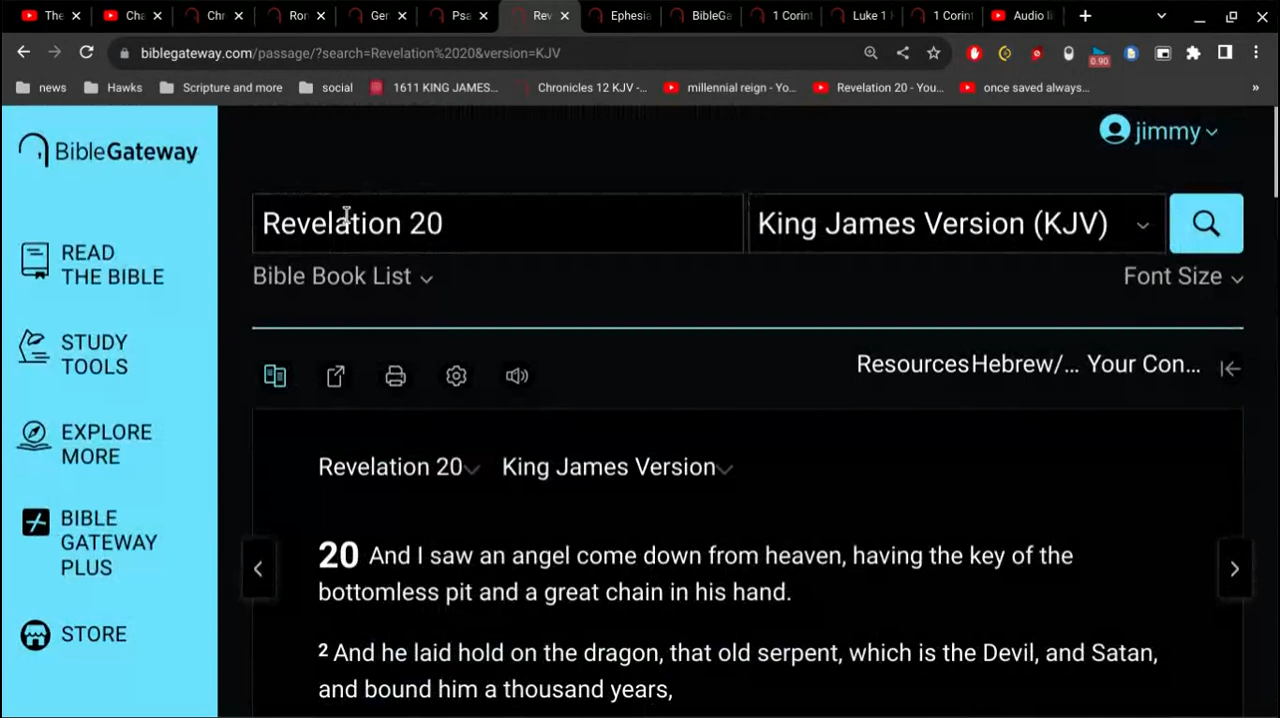 The
Cha
Chr
Ror
Ger
Psa
Rev
Ephesia
BibleGa
1 Corint
Luke 1
1 Corin
Audio li
biblegateway.com/passage/?search=Revelation%2020&version=KJV
0.90
news
Hawks
Scripture and more
social
1611 KING JAMES...
Chronicles 12 KJV -...
millennial reign - Yo...
Revelation 20 - You...
once saved always...
»
BibleGateway
jimmy
Revelation 20
King James Version (KJV)
Bible Book List
Font Size
READ
THE BIBLE
STUDY
TOOLS
EXPLORE
MORE
BIBLE
GATEWAY
PLUS
STORE
Resources Hebrew/... Your Con...
Revelation 20 King James Version
20 And I saw an angel come down from heaven, having the key of the
bottomless pit and a great chain in his hand.
2 And he laid hold on the dragon, that old serpent, which is the Devil, and Satan,
and bound him a thousand years,